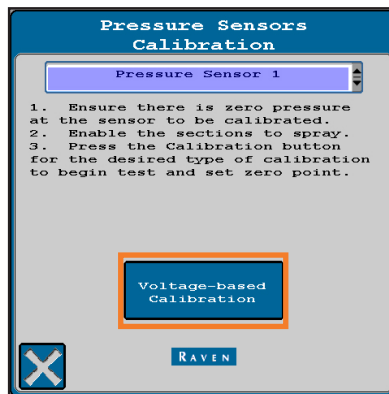 Pressure Sensors
Calibration
Pressure Sensor 1
1. Ensure there is zero pressure
at the sensor to be calibrated.
2. Enable the sections to spray.
3. Press the Calibration button
for the desired type of calibration
to begin test and set zero point.
Voltage-based
Calibration
RAVEN